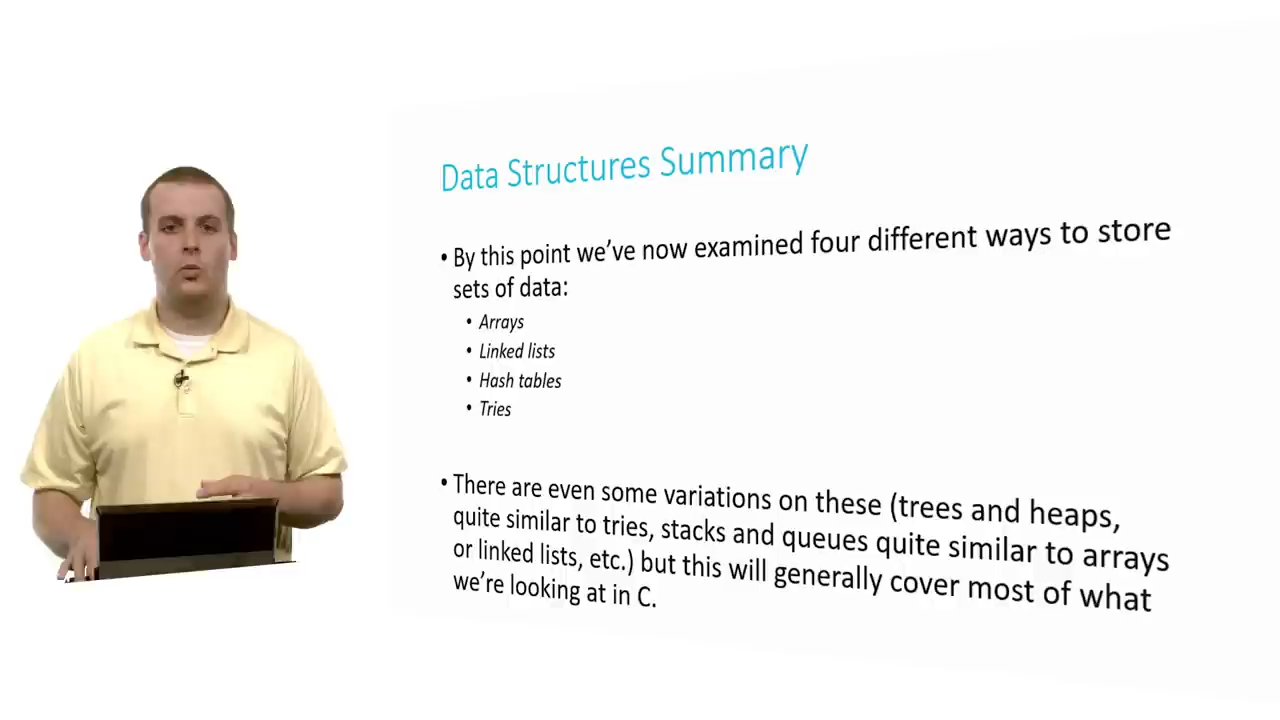 Data Structures Summary
• By this point we've now examined four different ways to store
sets of data:
• Arrays
• Linked lists
• Hash tables
• Tries
• There are even some variations on these (trees and heaps,
quite similar to tries, stacks and queues quite similar to arrays
or linked lists, etc.) but this will generally cover most of what
we're looking at in C.